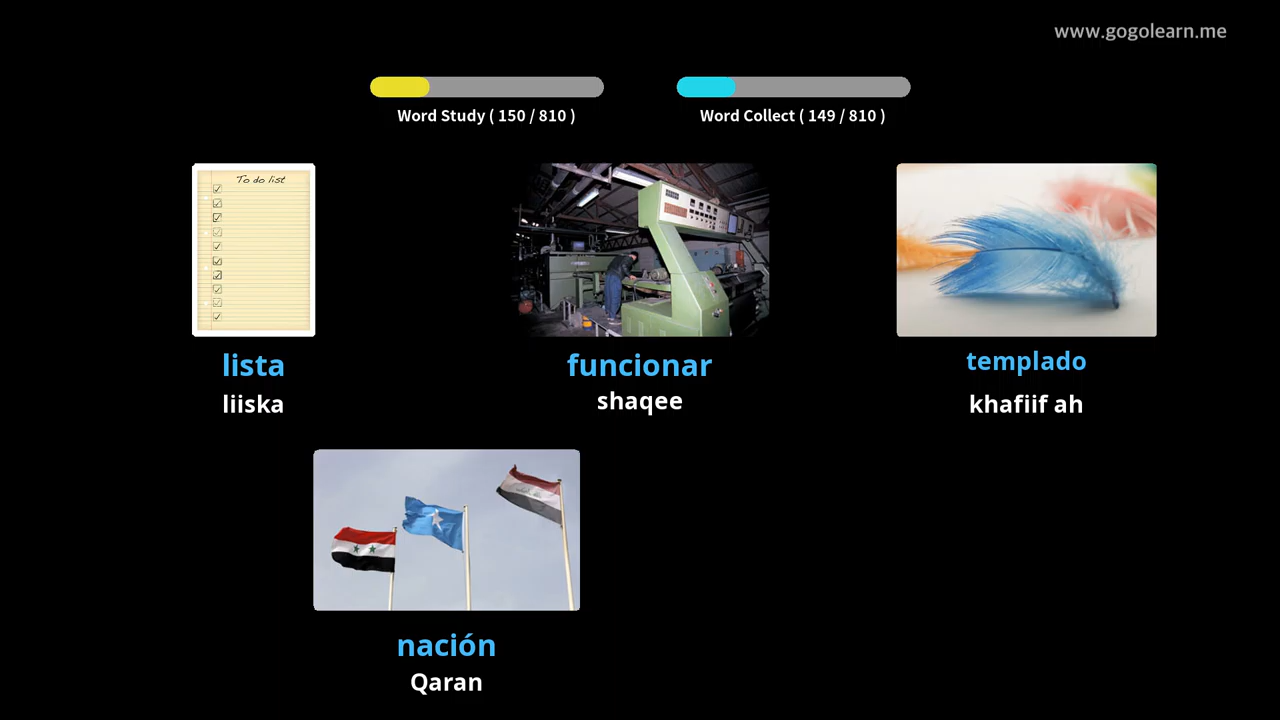 www.gogolearn.me
Word Study ( 150 / 810 )
Word Collect ( 149 / 810 )
To do list
lista
liiska
funcionar
shaqee
templado
khafiif ah
nación
Qaran